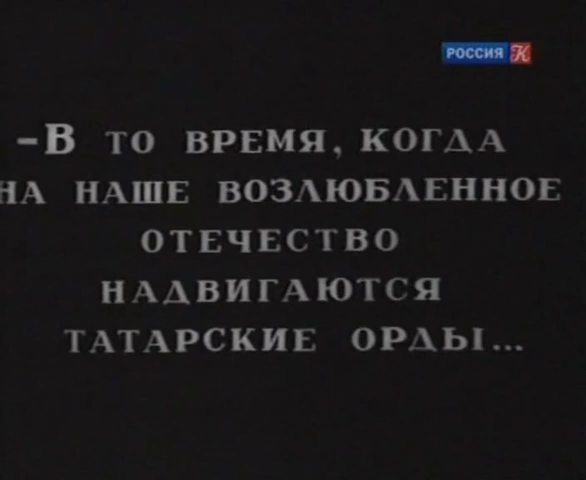 РОССИЯ К
–В ТО ВРЕМЯ, КОГДА
НА НАШЕ ВОЗЛЮБЛЕННОЕ
ОТЕЧЕСТВО
НАДВИГАЮТСЯ
ТАТАРСКИЕ ОРДЫ...